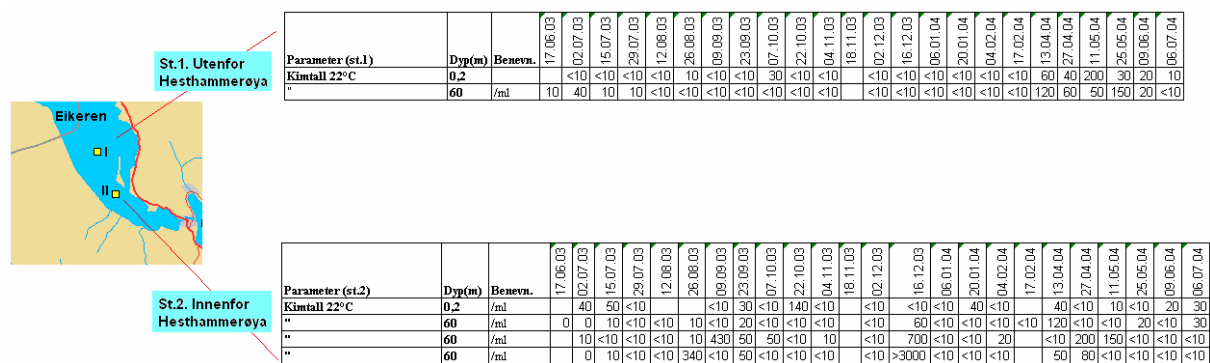 Parameter (st.1) Dyp(m) Benevn. 17.06.03 02.07.03 15.07.03 29.07.03 12.08.03 26.08.03 09.09.03 23.09.03 07.10.03 22.10.03 04.11.03 18.11.03 02.12.03 16.12.03 06.01.04 20.01.04 04.02.04 17.02.04 13.04.04 27.04.04 11.05.04 25.05.04 09.06.04 06.07.04
Kimtall 22°C 0,2 <10 <10 <10 <10 10 <10 <10 30 <10 <10 <10 <10 <10 <10 <10 <10 60 40 200 30 20 10
" 60 /ml 10 40 10 10 <10 <10 <10 <10 <10 <10 <10 <10 <10 <10 <10 <10 <10 120 60 50 150 20 <10
St.1. Utenfor
Hesthammerøya
Eikeren
I
II
St.2. Innenfor
Hesthammerøya
Parameter (st.2) Dyp(m) Benevn. 17.06.03 02.07.03 15.07.03 29.07.03 12.08.03 26.08.03 09.09.03 23.09.03 07.10.03 22.10.03 04.11.03 18.11.03 02.12.03 16.12.03 06.01.04 20.01.04 04.02.04 17.02.04 13.04.04 27.04.04 11.05.04 25.05.04 09.06.04 06.07.04
Kimtall 22°C 0,2 /ml 40 50 <10 <10 30 <10 140 <10 <10 <10 <10 40 <10 40 <10 10 <10 20 30
" 60 /ml 0 0 10 <10 <10 10 <10 20 <10 <10 <10 <10 60 <10 <10 <10 <10 120 <10 <10 20 <10 30
" 60 /ml 10 <10 <10 <10 10 430 50 50 <10 10 <10 700 <10 <10 20 <10 200 150 <10 <10 <10
" 60 /ml 0 10 <10 <10 340 <10 50 <10 <10 <10 <10 >3000 <10 <10 <10 50 80 <10 <10 <10 <10